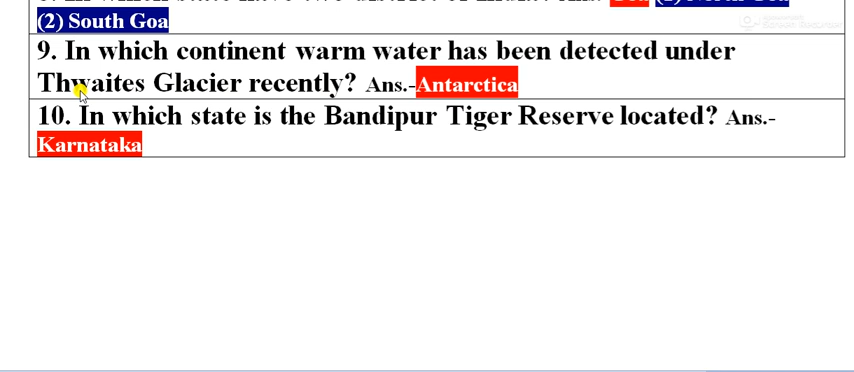 (2) South Goa
9. In which continent warm water has been detected under
Thwaites Glacier recently? Ans.-Antarctica
10. In which state is the Bandipur Tiger Reserve located? Ans.-
Karnataka